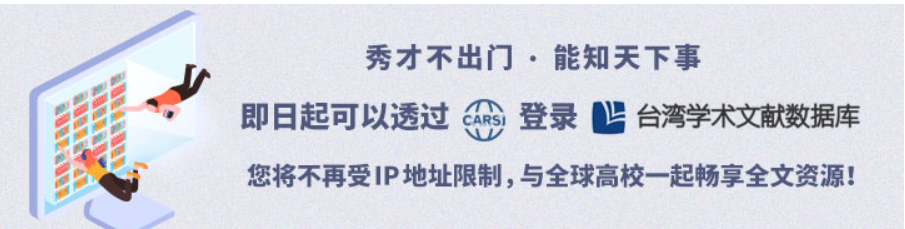 秀才不出门 · 能知天下事
即日起可以透过 CARSI 登录 台湾学术文献数据库
您将不再受IP地址限制，与全球高校一起畅享全文资源！